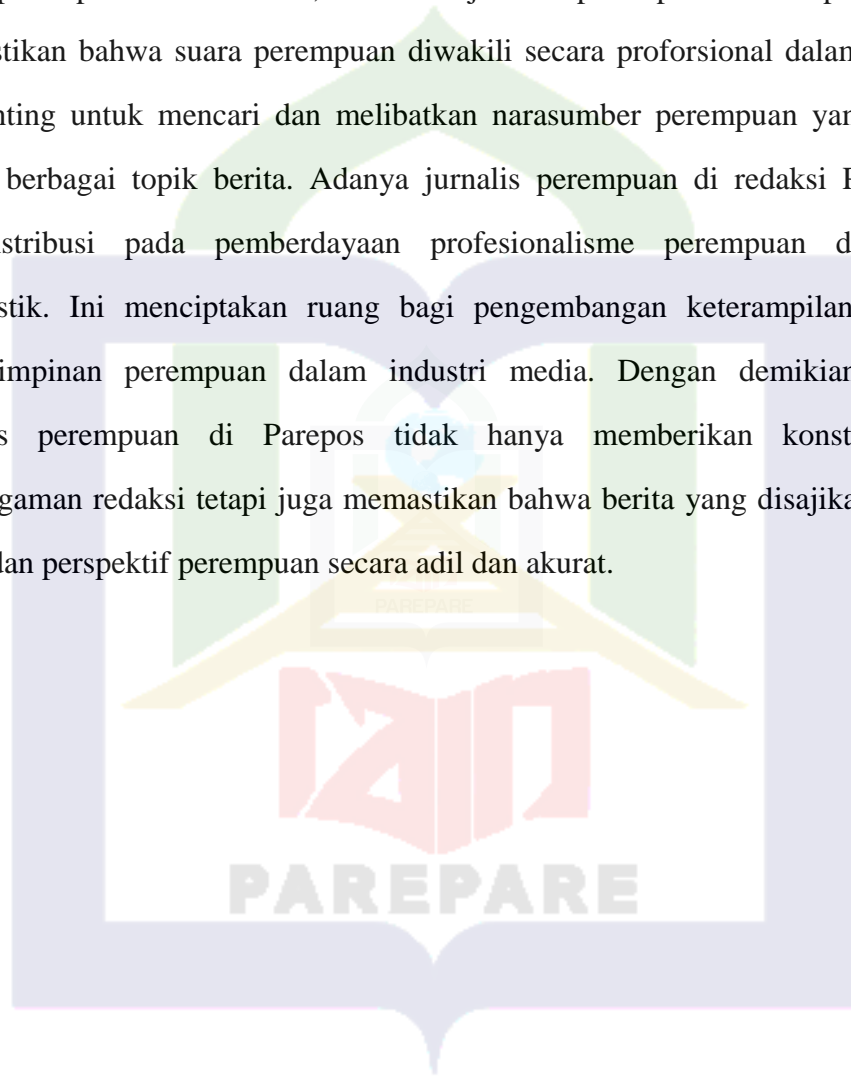 stikan bahwa suara perempuan diwakili secara proforsional dalam
nting untuk mencari dan melibatkan narasumber perempuan yan
berbagai topik berita. Adanya jurnalis perempuan di redaksi P
stribusi pada pemberdayaan profesionalisme perempuan d
stik. Ini menciptakan ruang bagi pengembangan keterampilan
impinan perempuan dalam industri media. Dengan demikian
s perempuan di Parepos tidak hanya memberikan konst
gaman redaksi tetapi juga memastikan bahwa berita yang disajika
dan perspektif perempuan secara adil dan akurat.
PAREPARE
PAREPARE